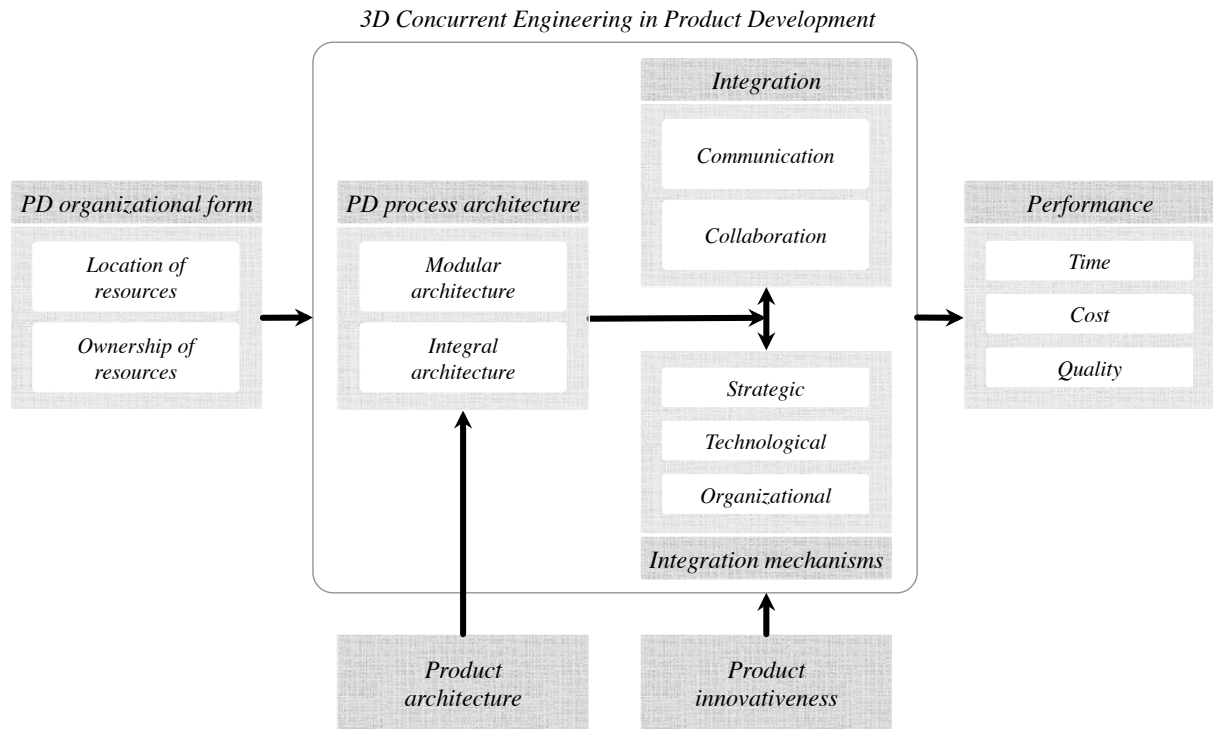 3D Concurrent Engineering in Product Development
PD organizational form
Location of
resources
Ownership of
resources
PD process architecture
Modular
architecture
Integral
architecture
Integration
Communication
Collaboration
Strategic
Technological
Organizational
Integration mechanisms
Performance
Time
Cost
Quality
Product
architecture
Product
innovativeness